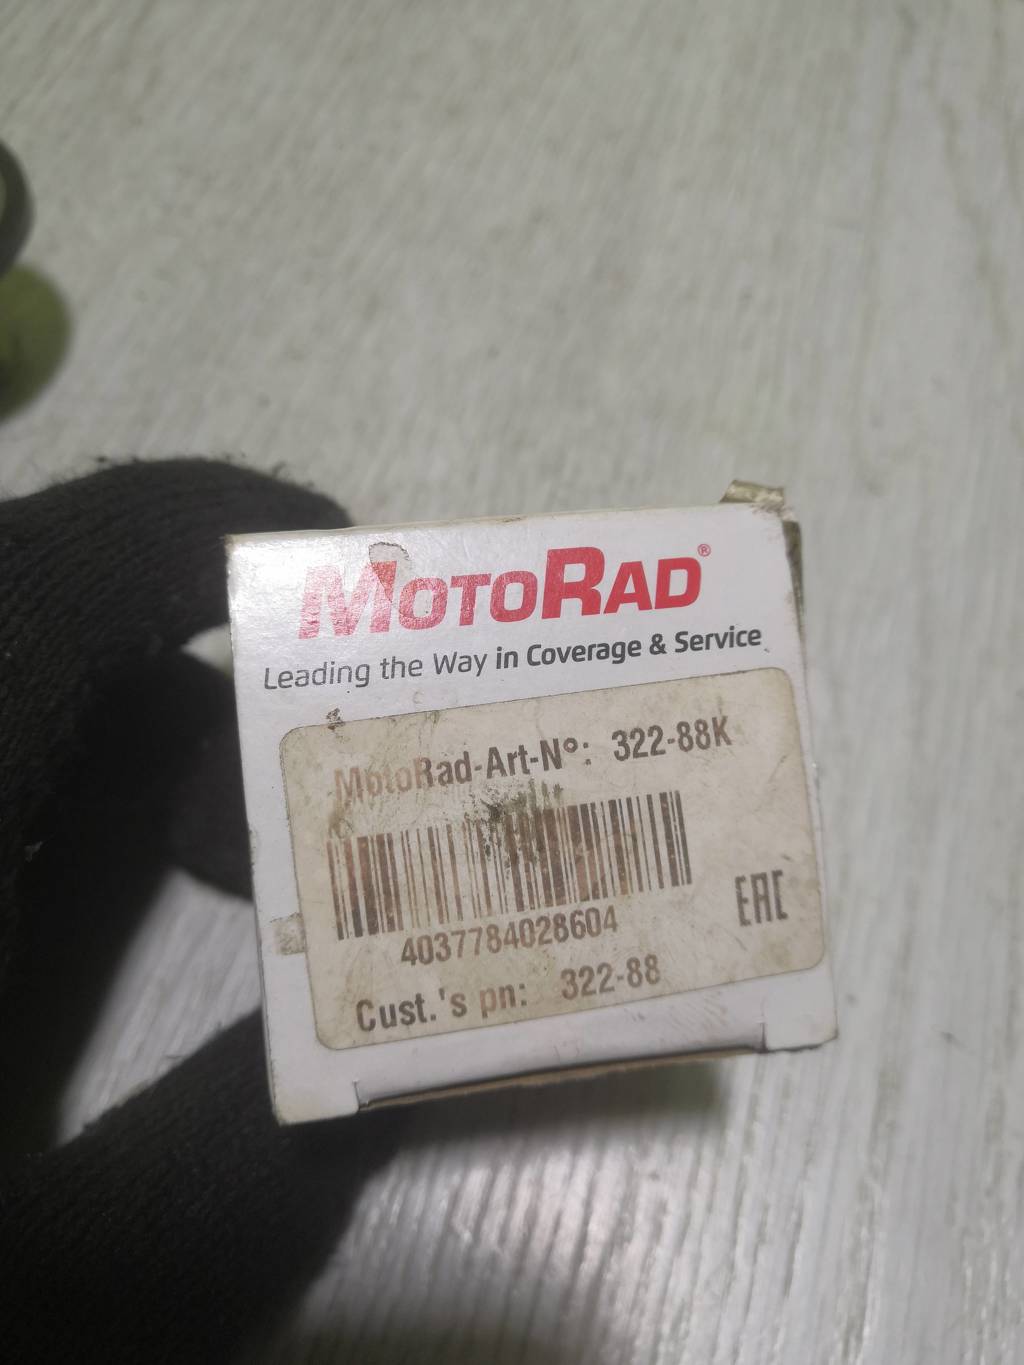 MOTORAD®
Leading the Way in Coverage & Service
MotoRad-Art-N°: 322-88K
4037784028604
EAC
Cust.'s pn: 322-88